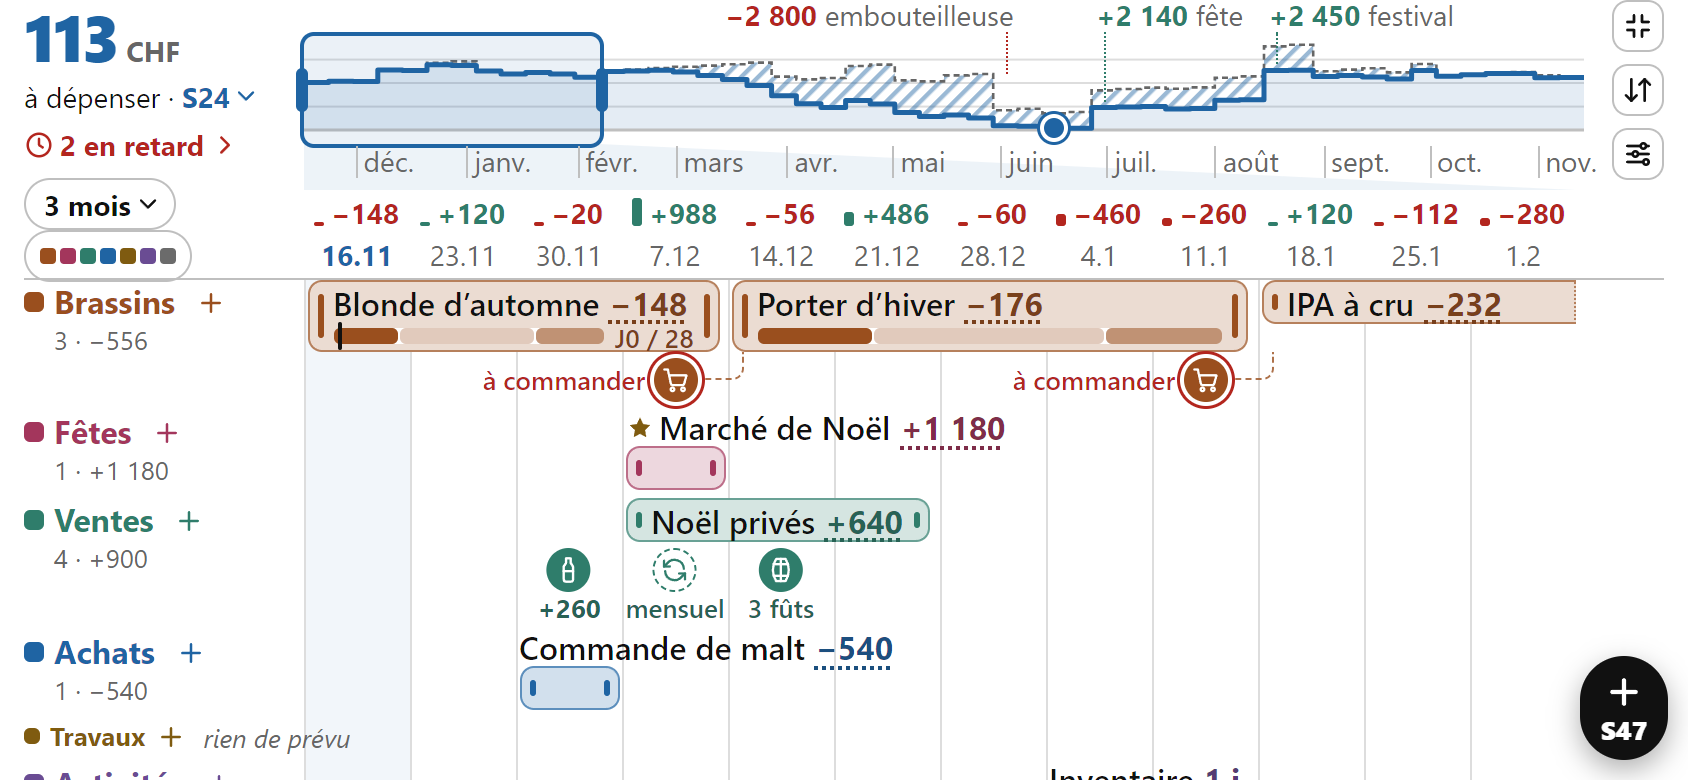 113 CHF
à dépenser · S24
2 en retard
3 mois
−2 800 embouteilleuse
+2 140 fête
+2 450 festival
déc.
janv.
févr.
mars
avr.
mai
juin
juil.
août
sept.
oct.
nov.
−148
+120
−20
+988
−56
+486
−60
−460
−260
+120
−112
−280
16.11
23.11
30.11
7.12
14.12
21.12
28.12
4.1
11.1
18.1
25.1
1.2
Brassins +
3 · −556
Blonde d’automne −148
J0 / 28
Porter d’hiver −176
IPA à cru −232
à commander
à commander
Fêtes +
1 · +1 180
Marché de Noël +1 180
Ventes +
4 · +900
Noël privés +640
+260
mensuel
3 fûts
Achats +
1 · −540
Commande de malt −540
Travaux + rien de prévu
+
S47